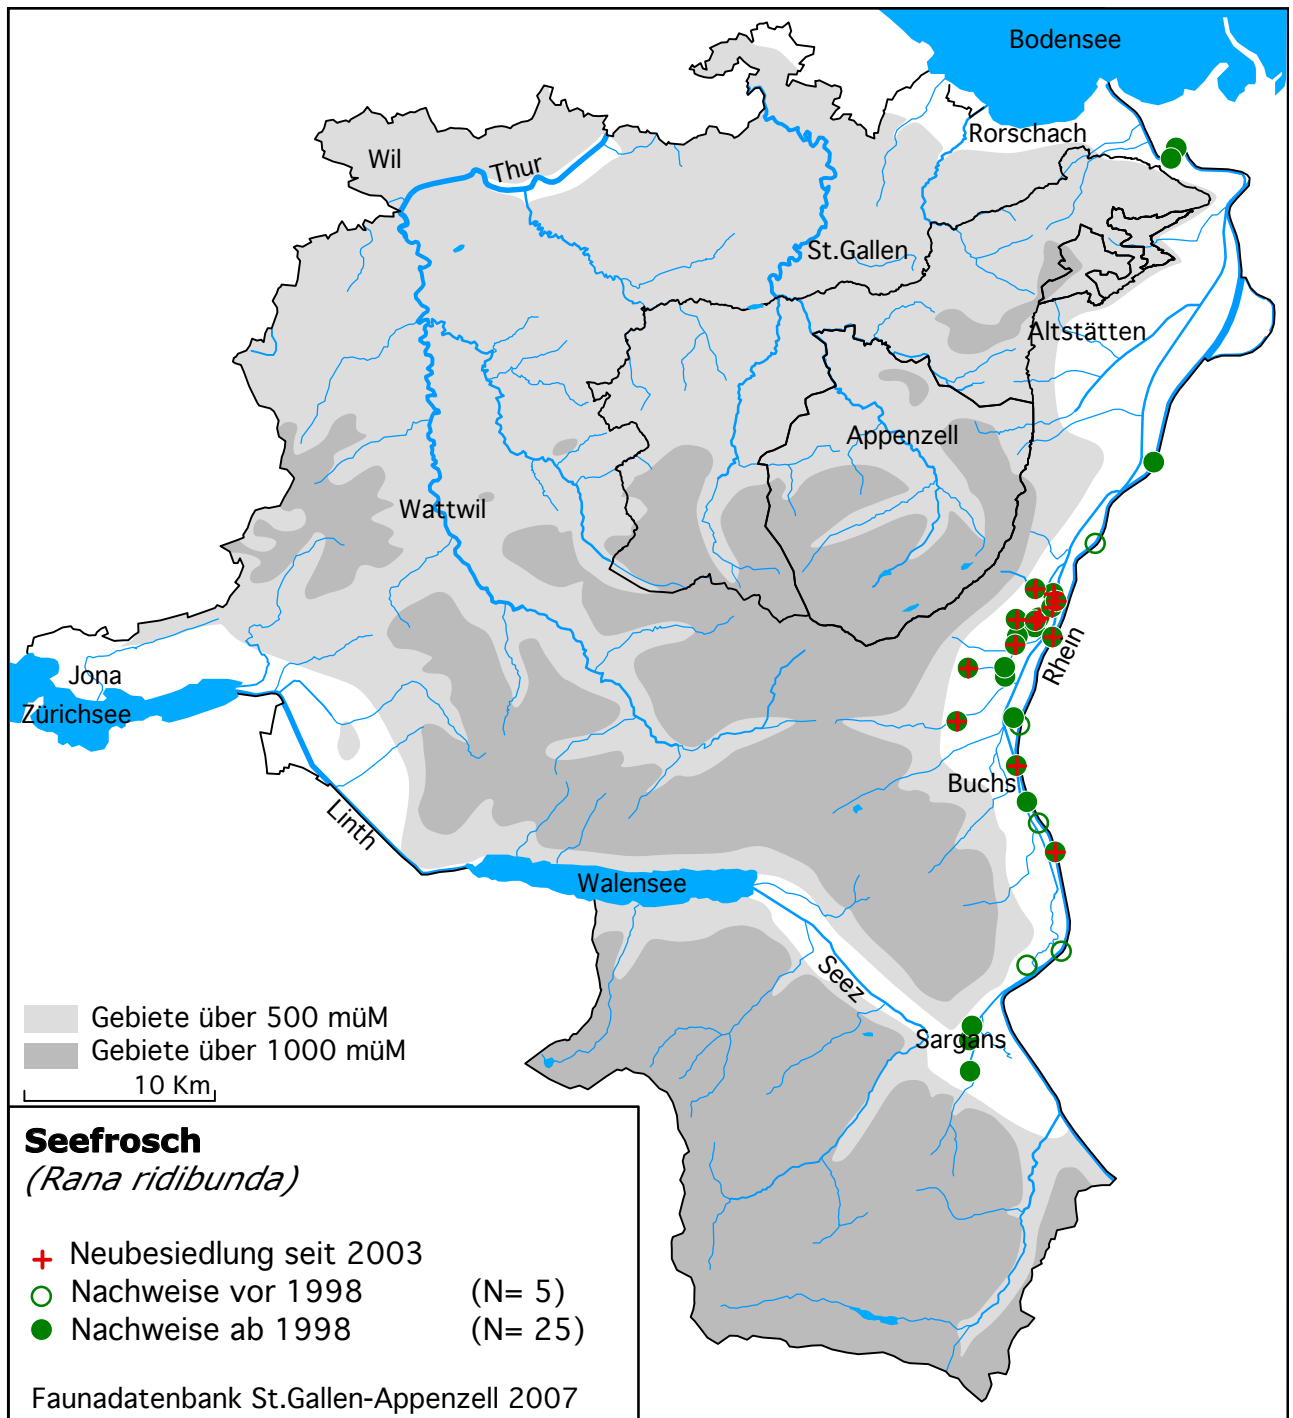 Bodensee
Rorschach
Wil
Thur
St.Gallen
Altstätten
Appenzell
Wattwil
Rhein
Jona
Zürichsee
Buchs
Linth
Walensee
Seez
Sargans
Gebiete über 500 müM
Gebiete über 1000 müM
10 Km
Seefrosch
(Rana ridibunda)
Neubesiedlung seit 2003
Nachweise vor 1998 (N= 5)
Nachweise ab 1998 (N= 25)
Faunadatenbank St.Gallen-Appenzell 2007